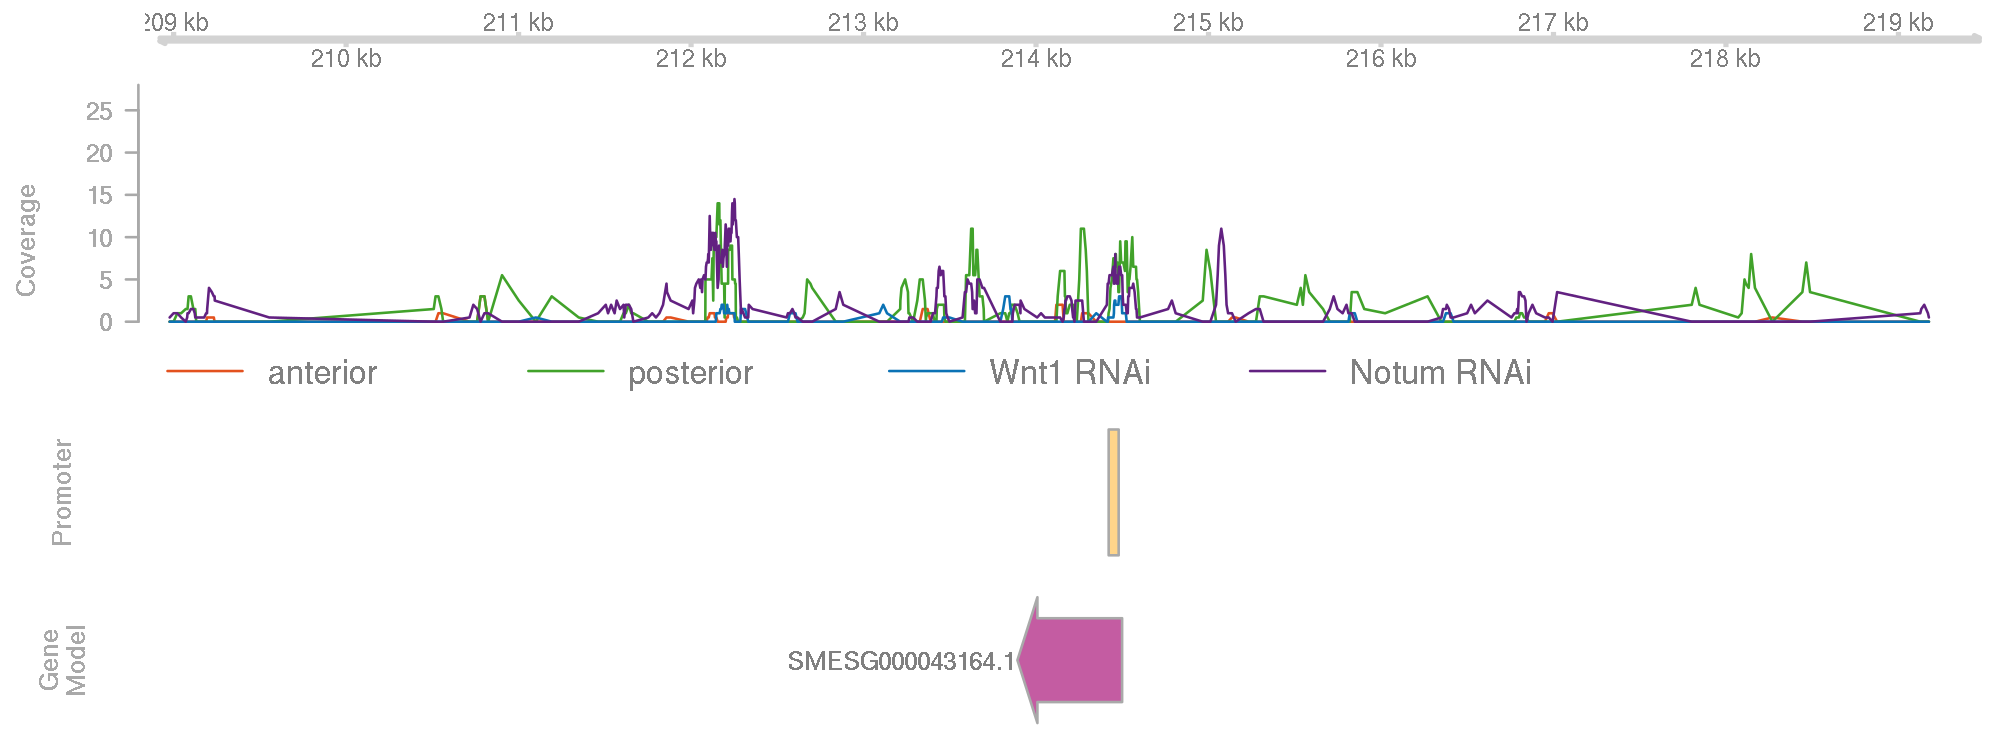 209 kb 211 kb 213 kb 215 kb 217 kb 219 kb
210 kb 212 kb 214 kb 216 kb 218 kb
Coverage
25
20
15
10
5
0
anterior posterior Wnt1 RNAi Notum RNAi
Promoter
Gene
Model
SMESG000043164.1